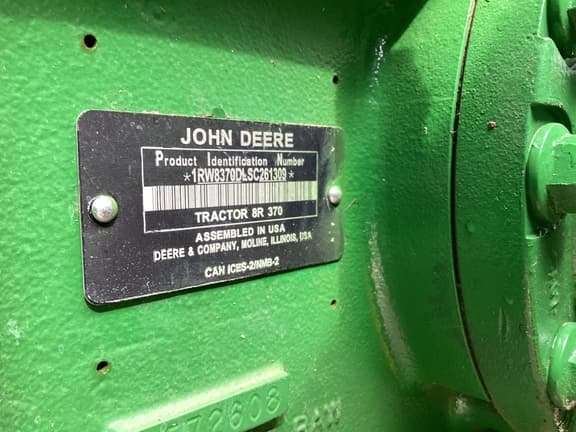 JOHN DEERE
Product Identification Number
*1RW8370DLSC261309*
TRACTOR 8R 370
ASSEMBLED IN USA
DEERE & COMPANY, MOLINE, ILLINOIS, USA
CAN ICES-2/NMB-2